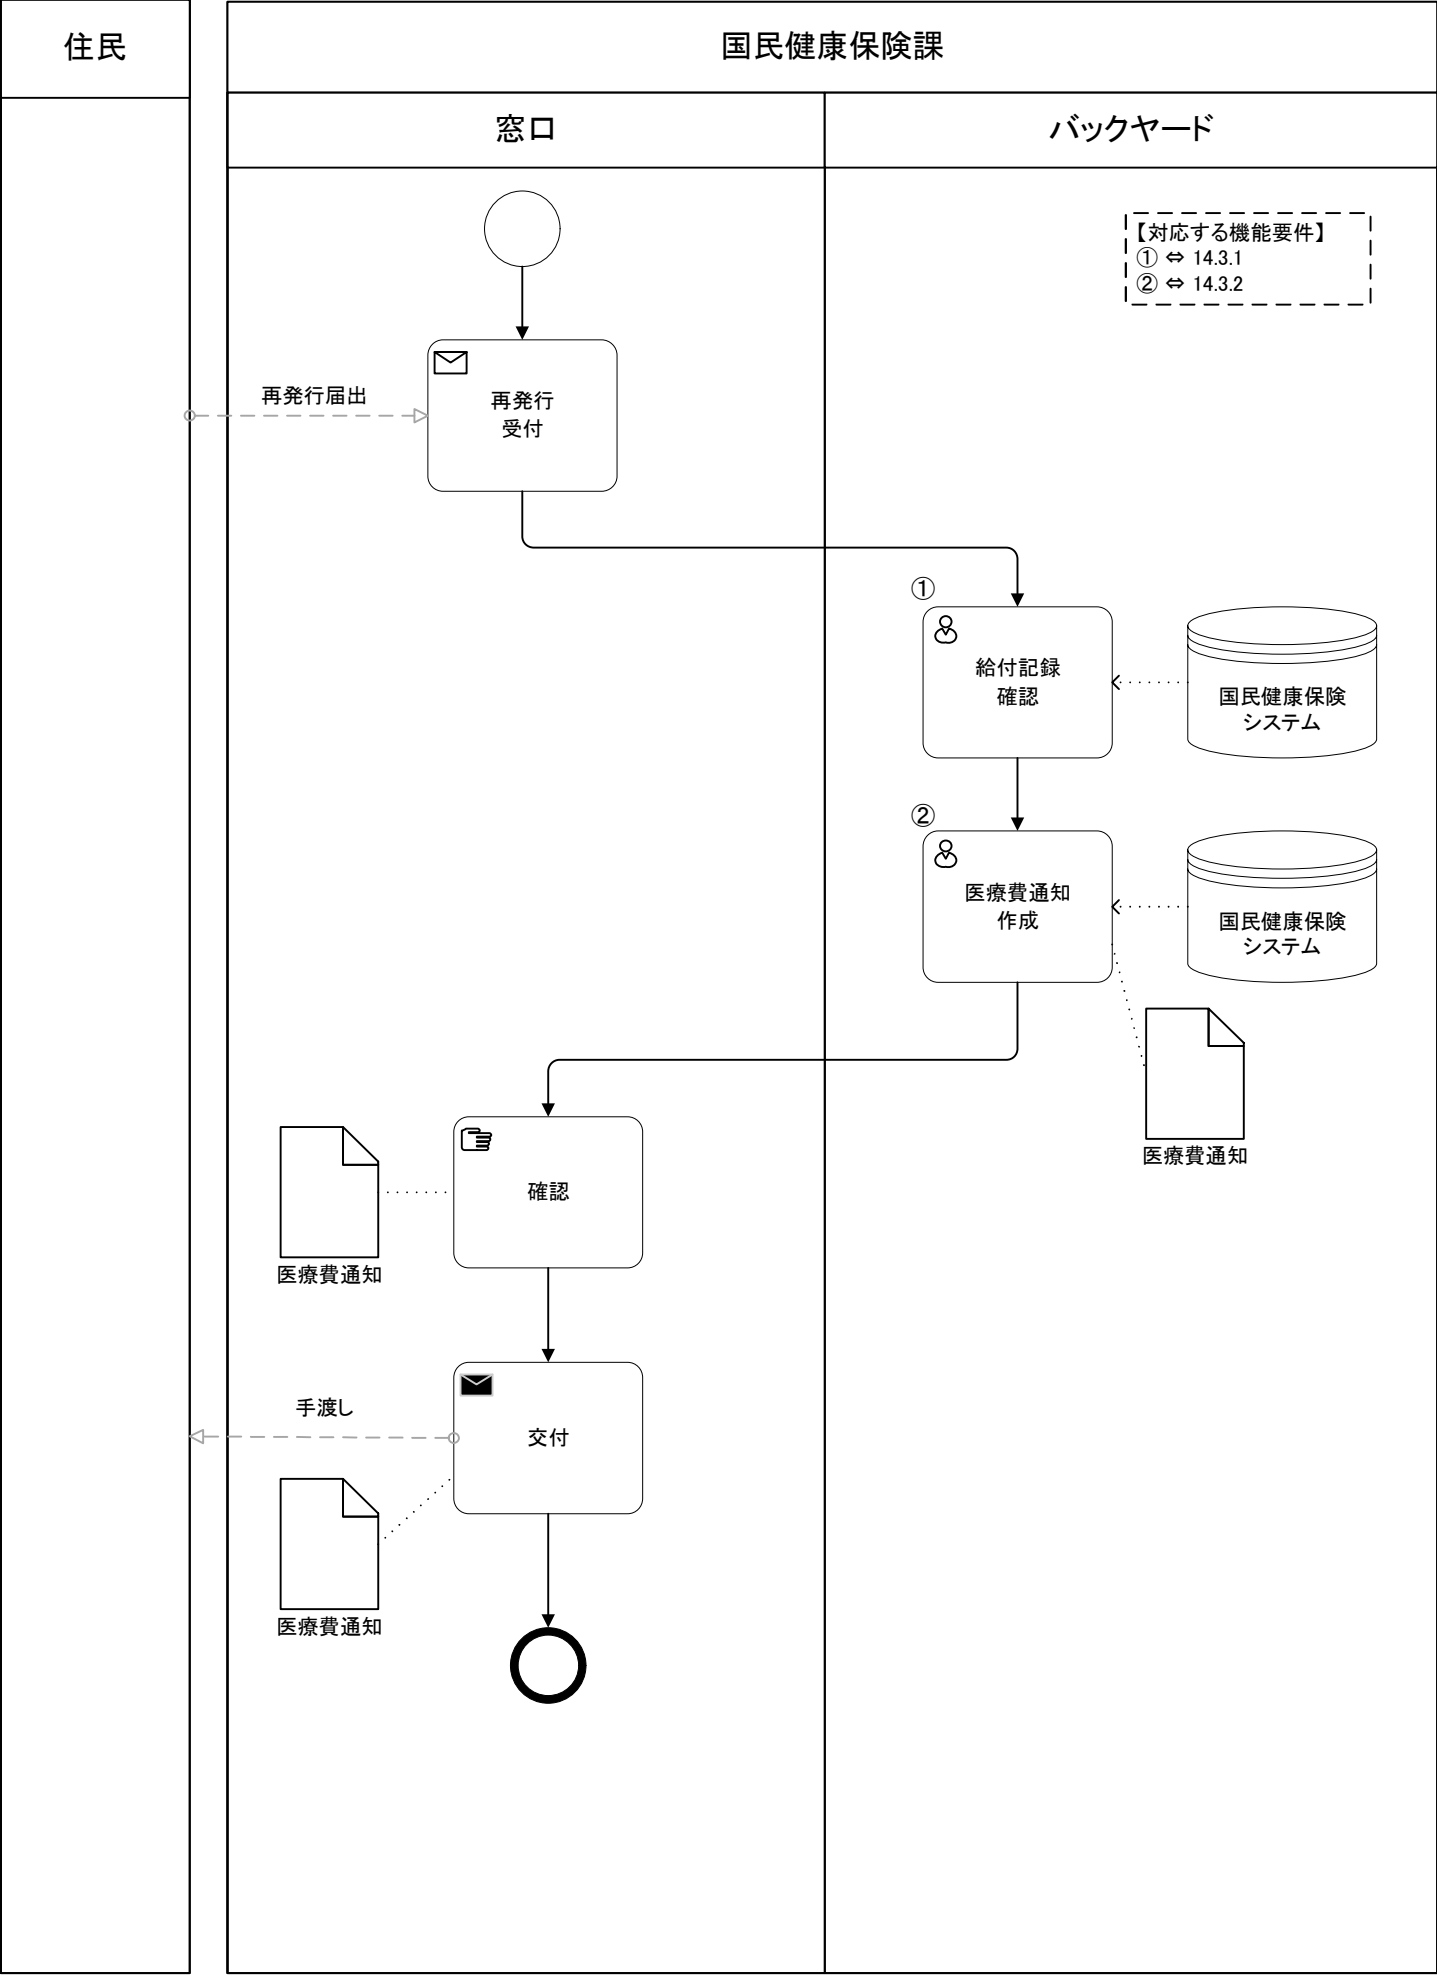 住民
国民健康保険課
窓口
バックヤード
【対応する機能要件】
① ⇔ 14.3.1
② ⇔ 14.3.2
再発行届出
再発行
受付
①
給付記録
確認
国民健康保険
システム
②
医療費通知
作成
国民健康保険
システム
医療費通知
確認
医療費通知
手渡し
交付
医療費通知